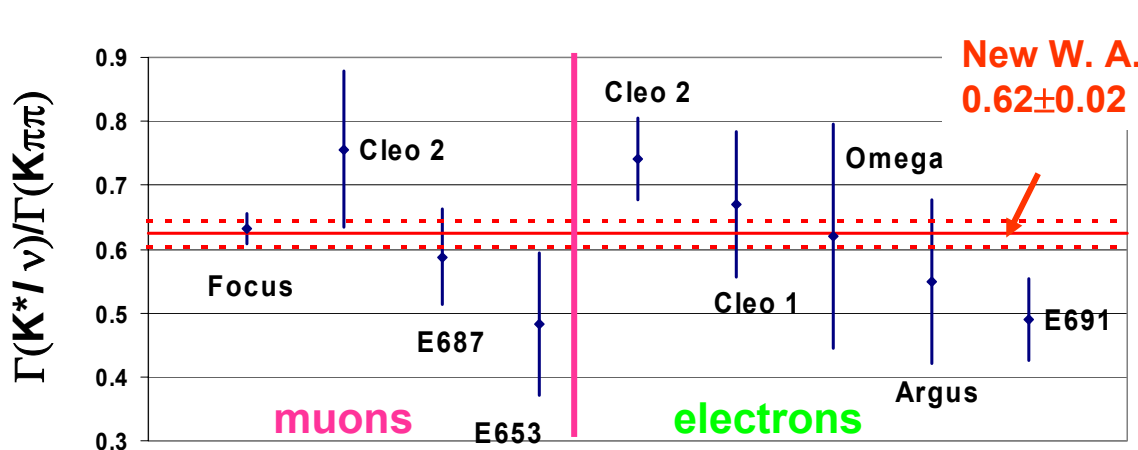 New W. A.
0.62±0.02
Γ(K*l ν)/Γ(Kππ)
0.9
0.8
0.7
0.6
0.5
0.4
0.3
Cleo 2
Cleo 2
Omega
Focus
Cleo 1
E691
E687
Argus
muons
electrons
E653